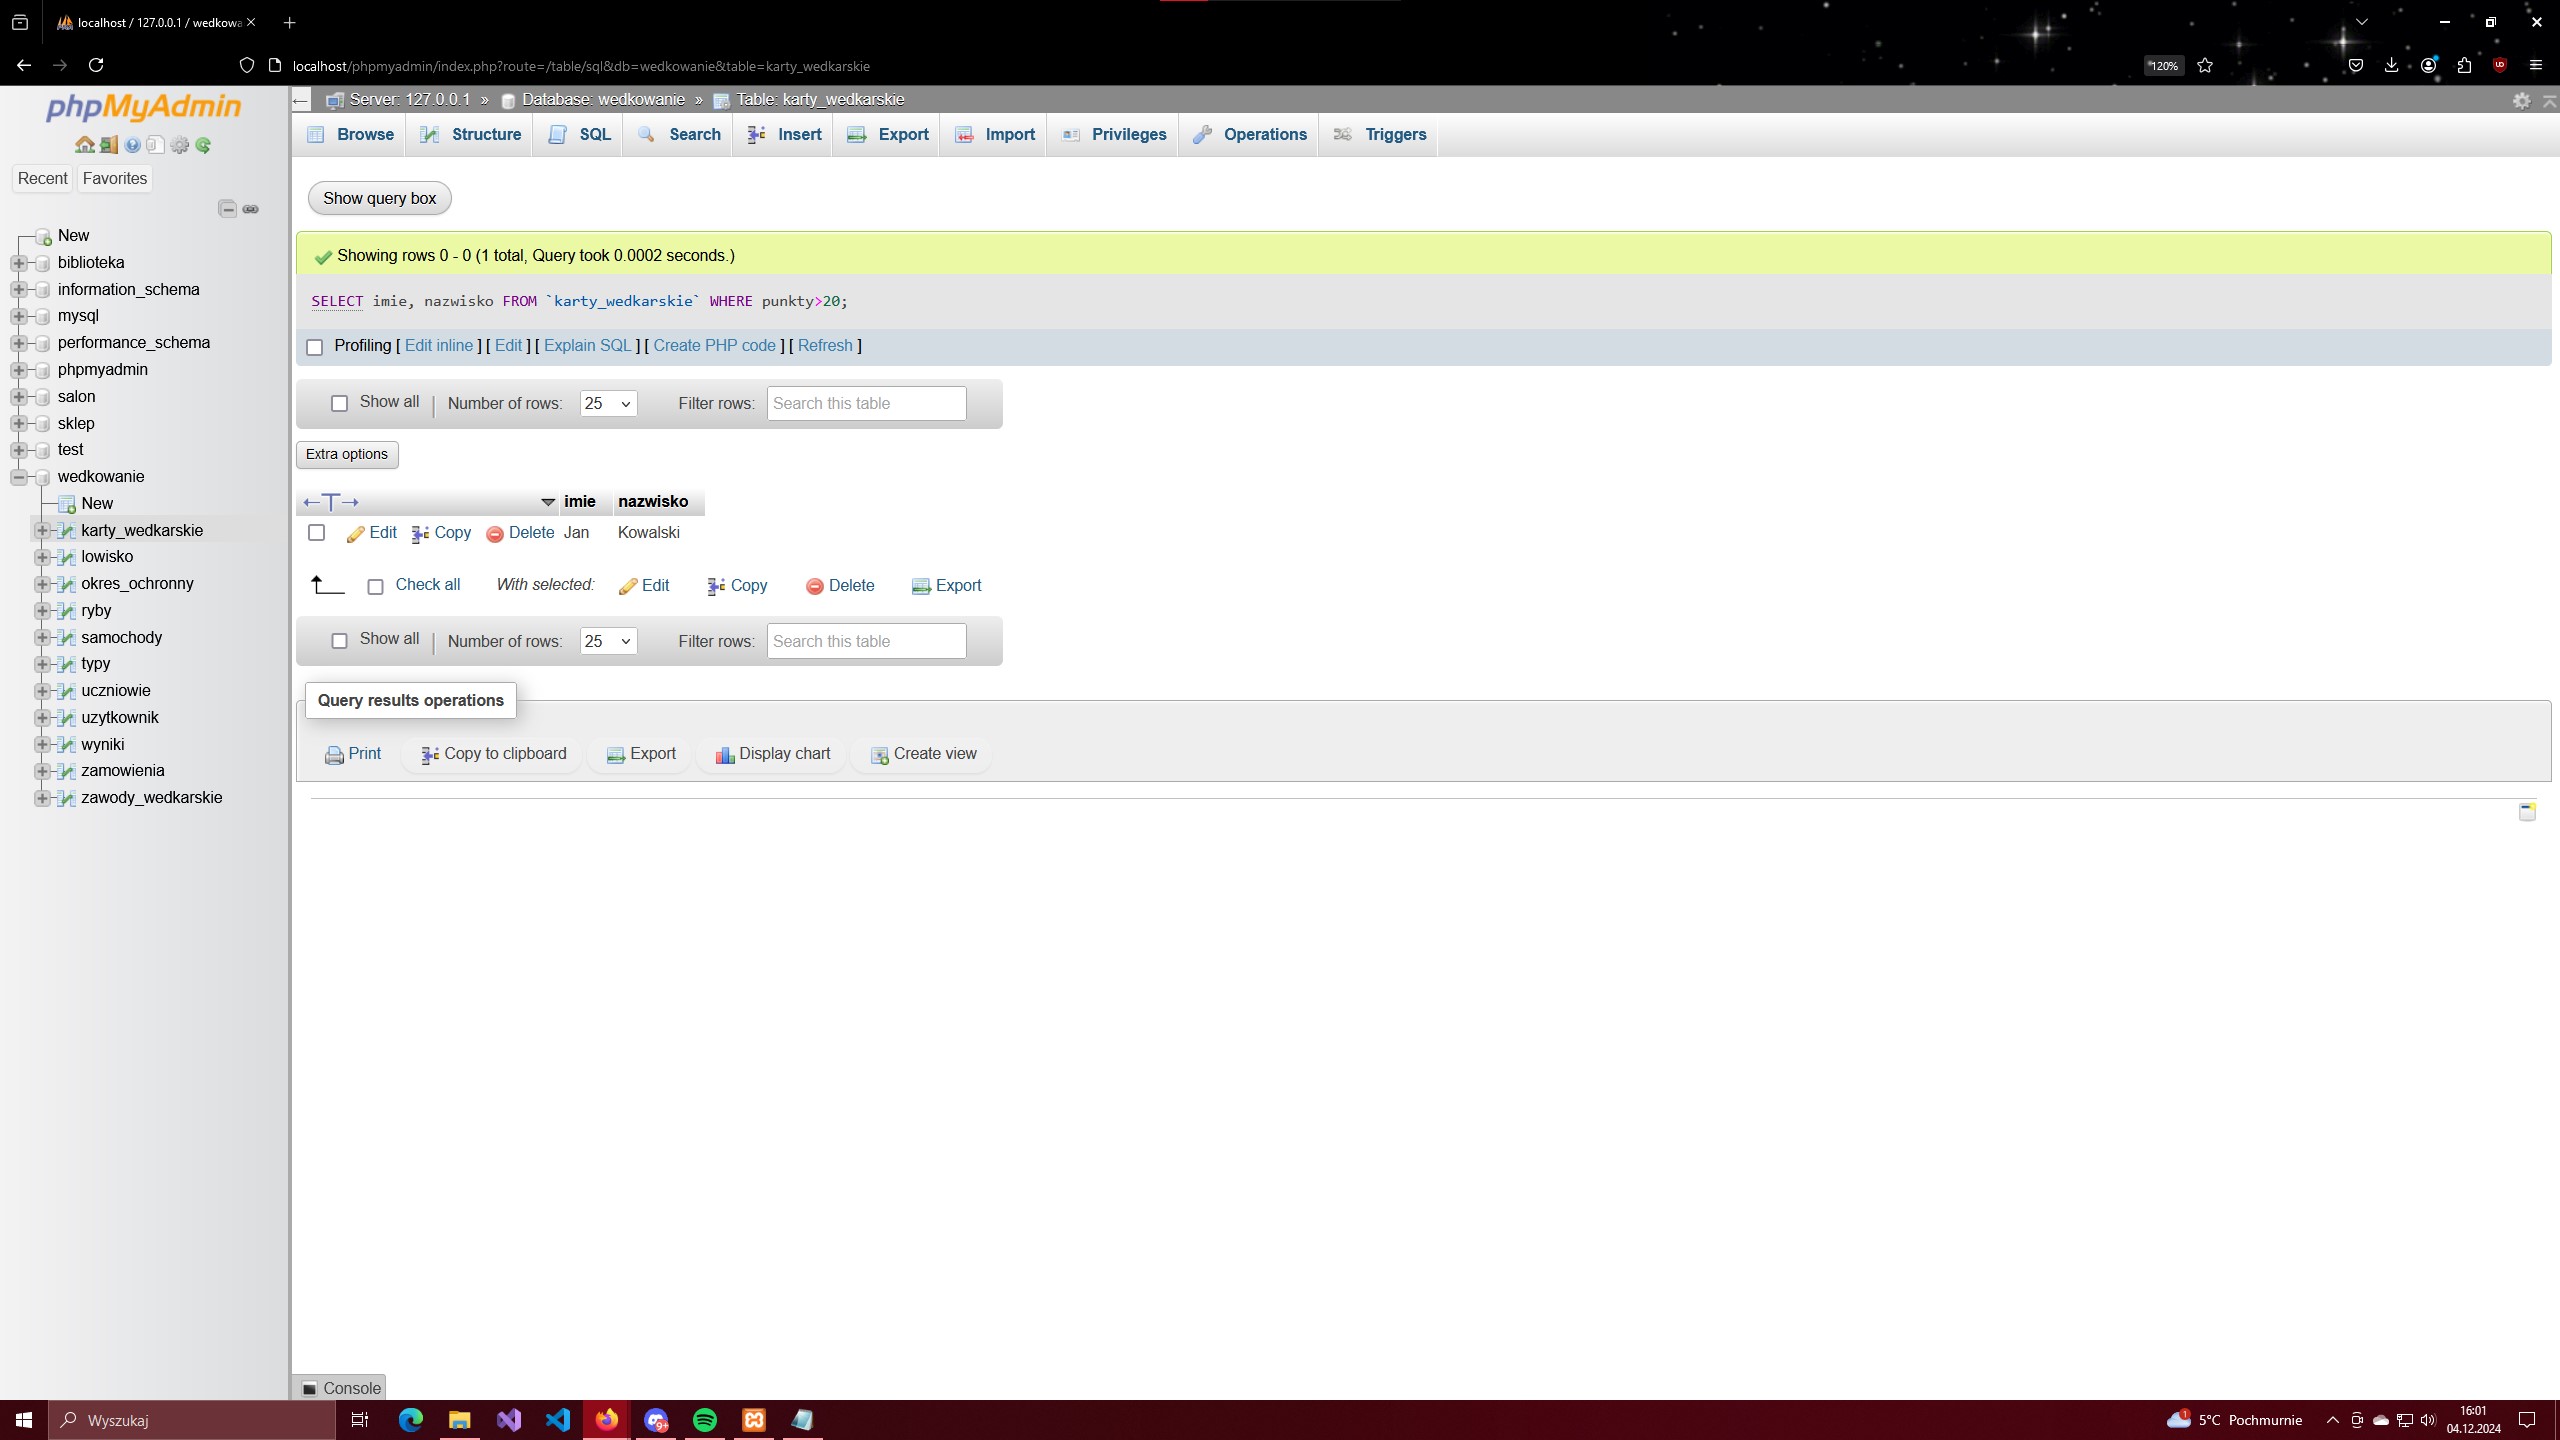 localhost / 127.0.0.1 / wedkowa
localhost/phpmyadmin/index.php?route=/table/sql&db=wedkowanie&table=karty_wedkarskie
120%
phpMyAdmin
Recent Favorites
New
biblioteka
information_schema
mysql
performance_schema
phpmyadmin
salon
sklep
test
wedkowanie
New
karty_wedkarskie
lowisko
okres_ochronny
ryby
samochody
typy
uczniowie
uzytkownik
wyniki
zamowienia
zawody_wedkarskie
Server: 127.0.0.1 » Database: wedkowanie » Table: karty_wedkarskie
Browse Structure SQL Search Insert Export Import Privileges Operations Triggers
Show query box
Showing rows 0 - 0 (1 total, Query took 0.0002 seconds.)
SELECT imie, nazwisko FROM `karty_wedkarskie` WHERE punkty>20;
Profiling [ Edit inline ] [ Edit ] [ Explain SQL ] [ Create PHP code ] [ Refresh ]
Show all | Number of rows: 25 Filter rows: Search this table
Extra options
←T→ imie nazwisko
Edit Copy Delete Jan Kowalski
Check all With selected: Edit Copy Delete Export
Show all | Number of rows: 25 Filter rows: Search this table
Query results operations
Print Copy to clipboard Export Display chart Create view
Console
Wyszukaj
9+
1
5°C Pochmurnie
16:01
04.12.2024